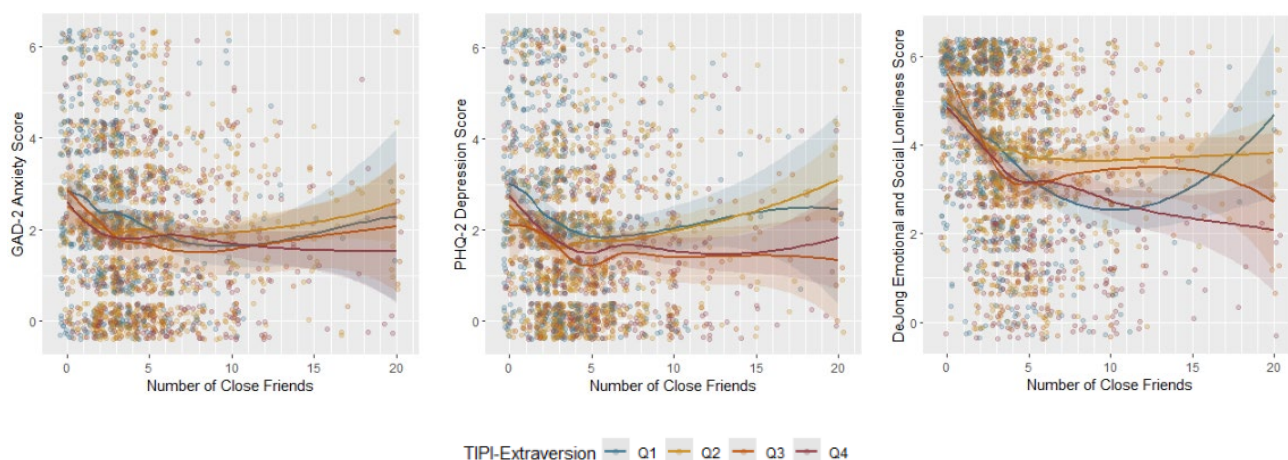 GAD-2 Anxiety Score
6
4
2
0
0 5 10 15 20
Number of Close Friends
PHQ-2 Depression Score
6
4
2
0
0 5 10 15 20
Number of Close Friends
DeJong Emotional and Social Loneliness Score
6
4
2
0
0 5 10 15 20
Number of Close Friends
TIPI-Extraversion Q1 Q2 Q3 Q4